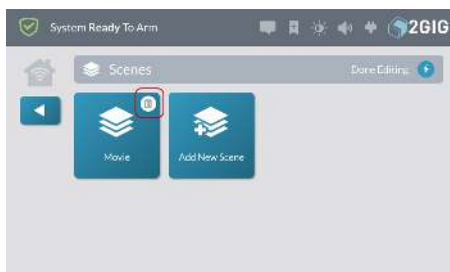 System Ready To Arm
2GIG
Scenes
Done Editing
Movie
Add New Scene